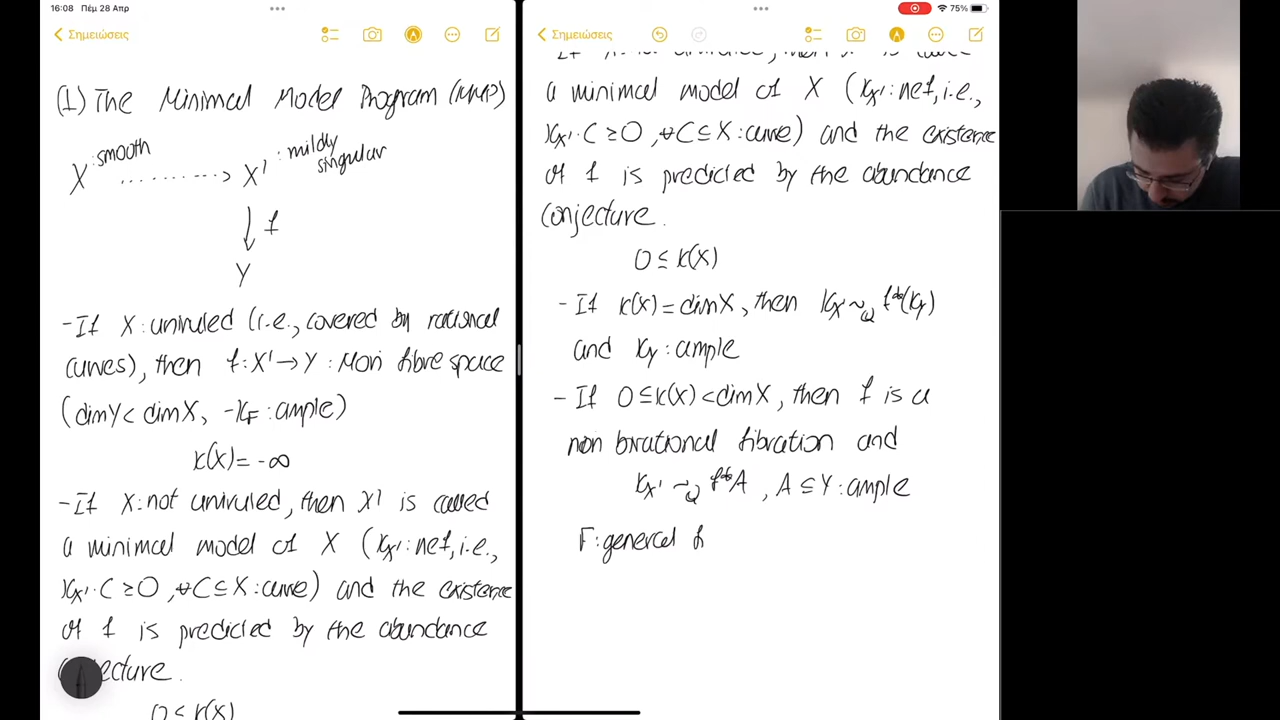 16:08 Πέμ 28 Απρ
75%
Σημειώσεις
(1) The Minimal Model Program (MMP)
X : smooth ⇢ X' : mildly singular
↓ f
Y
- If X : uniruled (i.e., covered by rational
curves), then f: X' → Y : Mori fibre space
(dimY < dimX, -K_F : ample)
κ(X) = -∞
- If X : not uniruled, then X' is called
a minimal model of X (K_X' : nef, i.e.,
K_X' · C ≥ 0, ∀ C ⊆ X : curve) and the existence
of f is predicted by the abundance
conjecture.
0 ≤ κ(X)
Σημειώσεις
a minimal model of X (K_X' : nef, i.e.,
K_X' · C ≥ 0, ∀ C ⊆ X : curve) and the existence
of f is predicted by the abundance
conjecture.
0 ≤ κ(X)
- If κ(X) = dimX, then K_X' ~_Q f*(K_Y)
and K_Y : ample
- If 0 ≤ κ(X) < dimX, then f is a
non birational fibration and
K_X' ~_Q f*A, A ⊆ Y : ample
F : general f